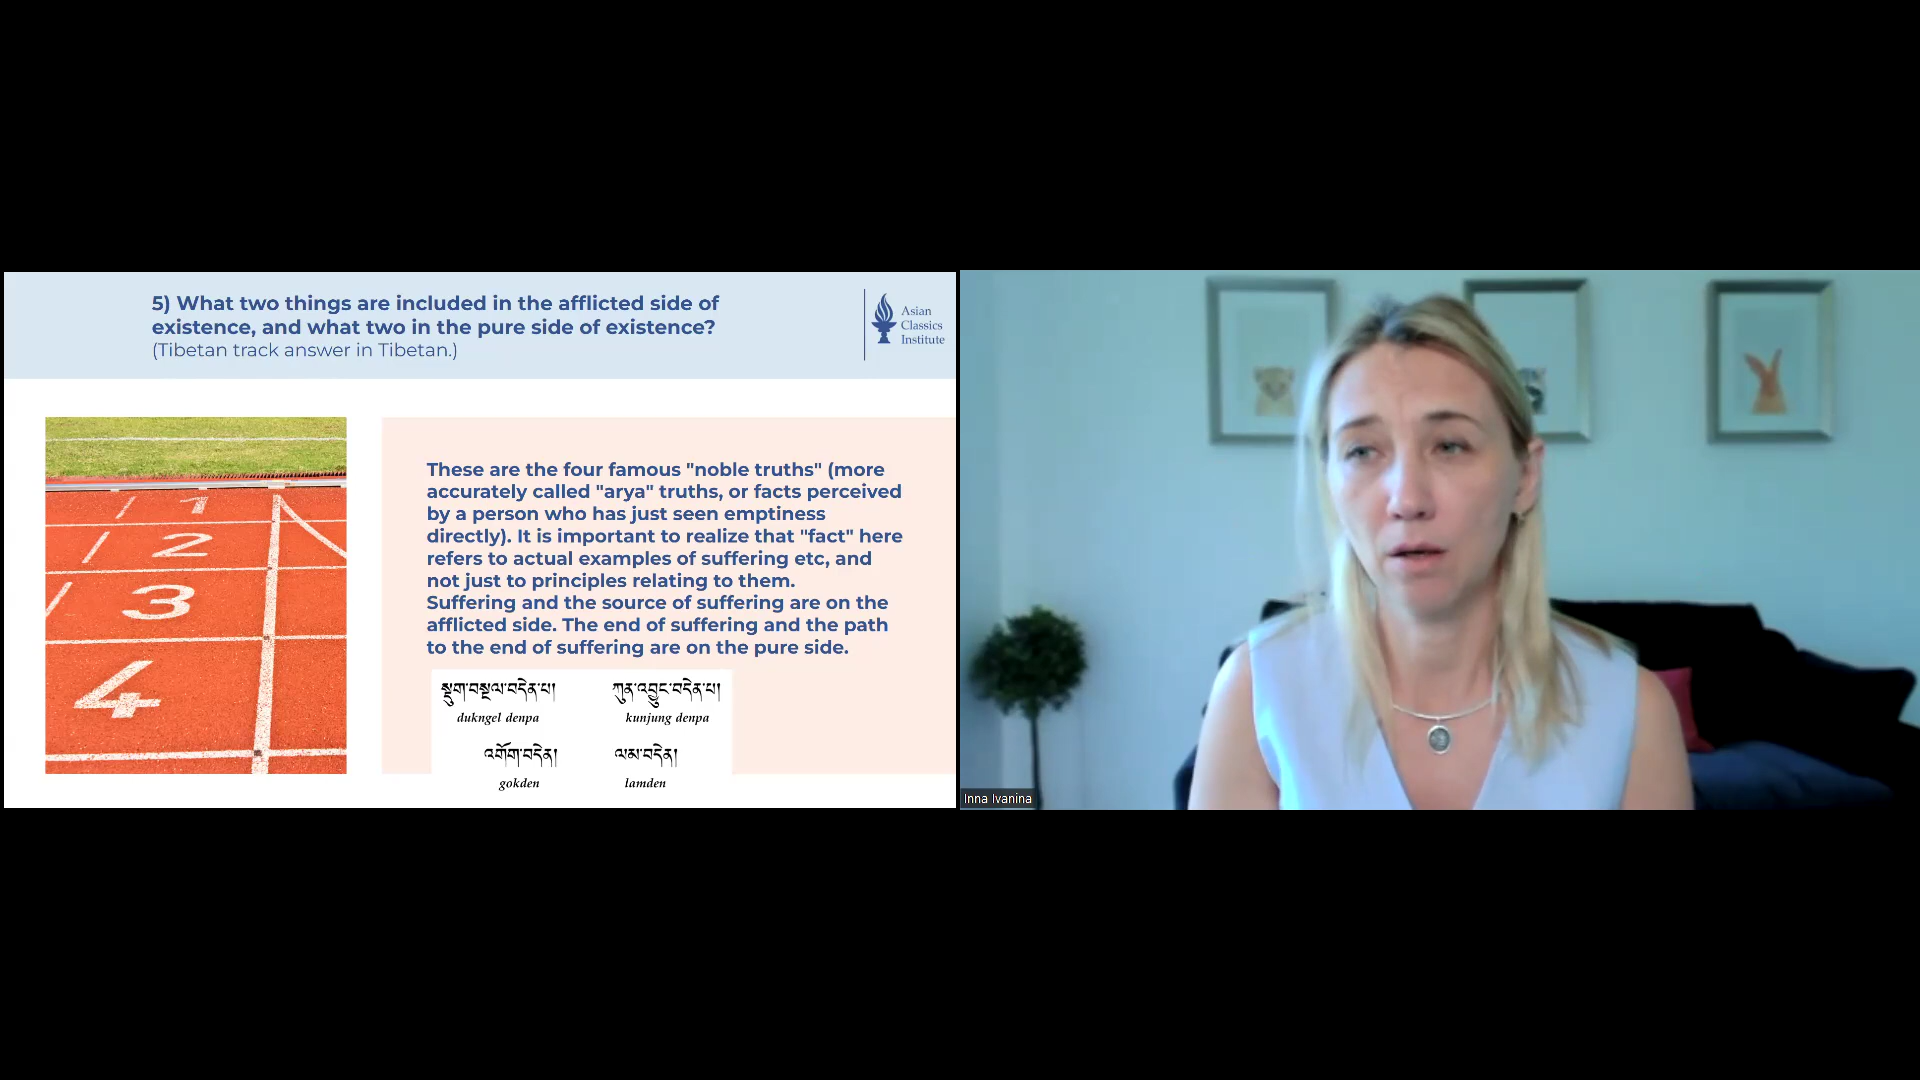 5) What two things are included in the afflicted side of
existence, and what two in the pure side of existence?
(Tibetan track answer in Tibetan.)
Asian
Classics
Institute
1
2
3
4
These are the four famous "noble truths" (more
accurately called "arya" truths, or facts perceived
by a person who has just seen emptiness
directly). It is important to realize that "fact" here
refers to actual examples of suffering etc, and
not just to principles relating to them.
Suffering and the source of suffering are on the
afflicted side. The end of suffering and the path
to the end of suffering are on the pure side.
སྡུག་བསྔལ་བདེན་པ། ཀུན་འབྱུང་བདེན་པ།
dukngel denpa kunjung denpa
འགོག་བདེན། ལམ་བདེན།
gokden lamden
Inna Ivanina